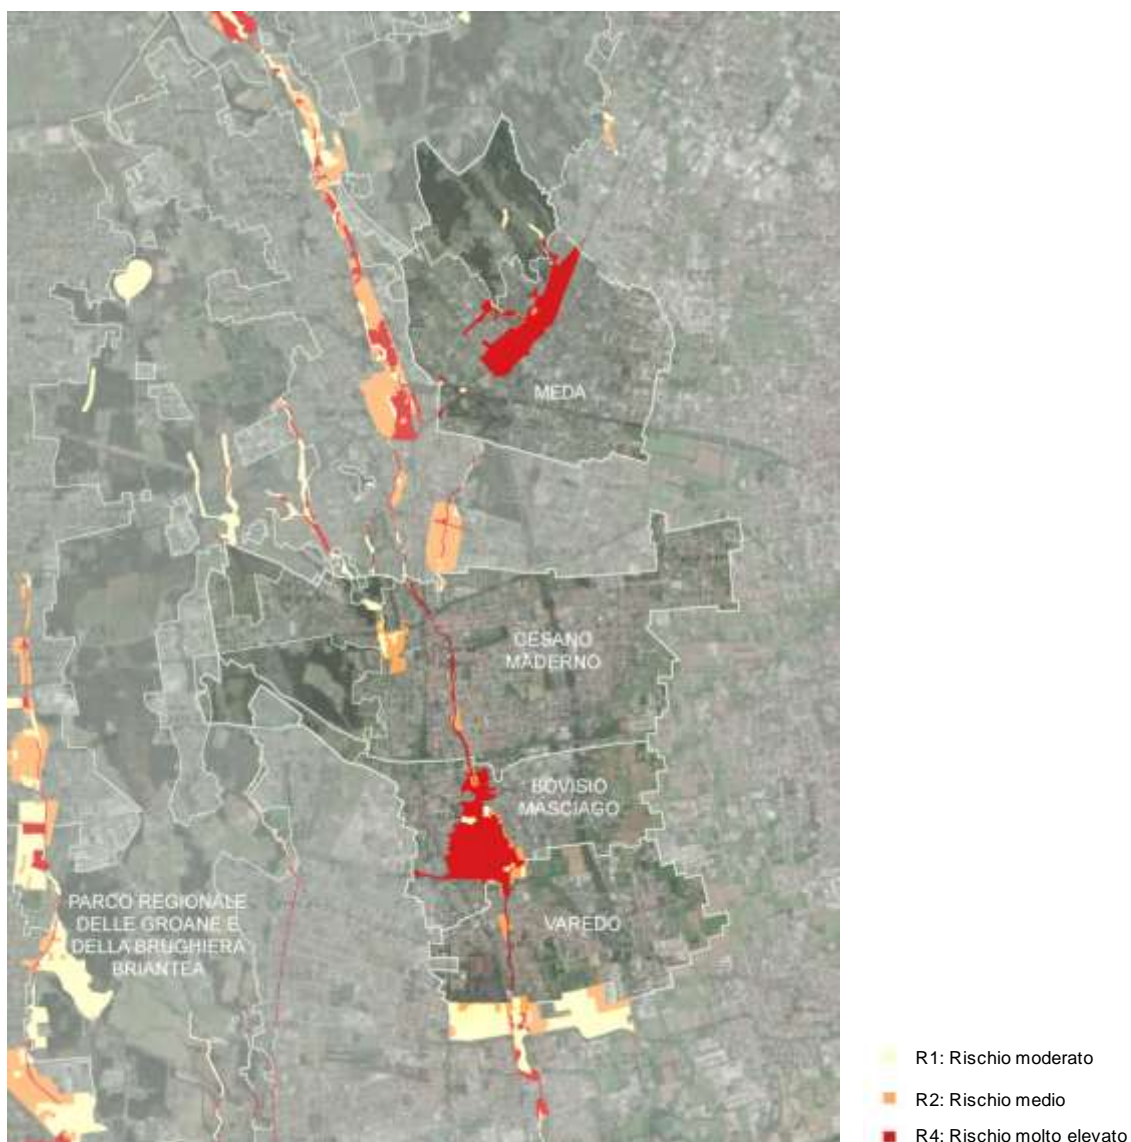 MEDA
CESANO
MADERNO
BOVISIO
MASCIAGO
VAREDO
PARCO REGIONALE
DELLE GROANE E
DELLA BRUGHIERA
BRIANTEA
R1: Rischio moderato
R2: Rischio medio
R4: Rischio molto elevato